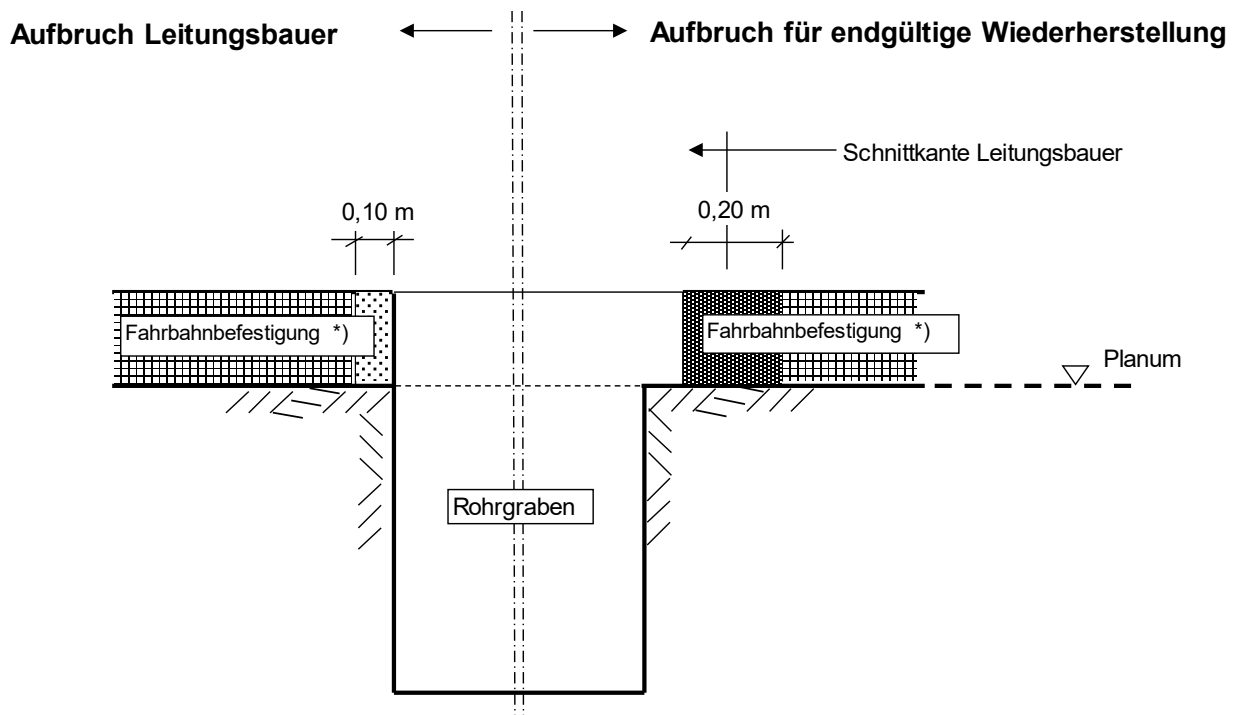 Aufbruch Leitungsbauer
Aufbruch für endgültige Wiederherstellung
Schnittkante Leitungsbauer
0,10 m
0,20 m
Fahrbahnbefestigung *)
Fahrbahnbefestigung *)
Planum
Rohrgraben